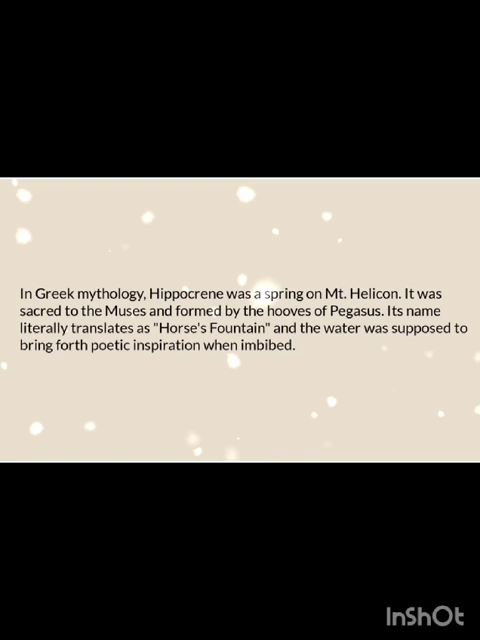 In Greek mythology, Hippocrene was a spring on Mt. Helicon. It was
sacred to the Muses and formed by the hooves of Pegasus. Its name
literally translates as "Horse's Fountain" and the water was supposed to
bring forth poetic inspiration when imbibed.
InShOt